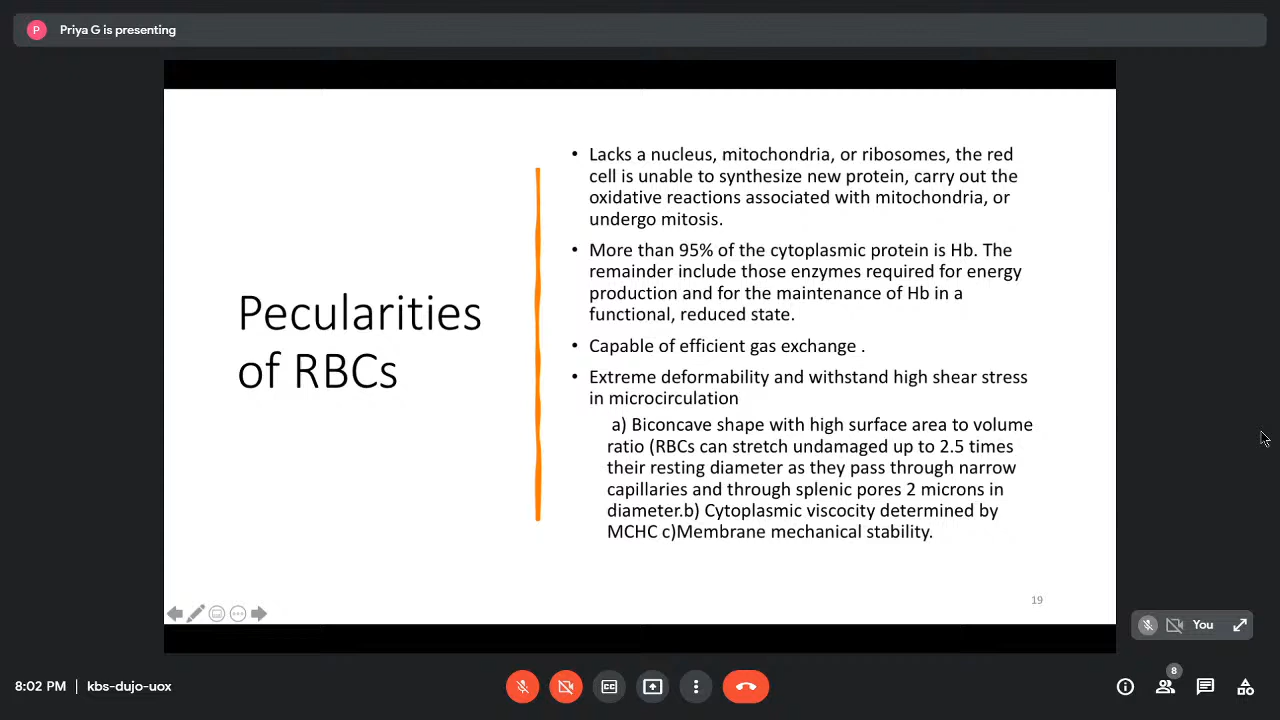 P Priya G is presenting
Pecularities
of RBCs
• Lacks a nucleus, mitochondria, or ribosomes, the red
cell is unable to synthesize new protein, carry out the
oxidative reactions associated with mitochondria, or
undergo mitosis.
• More than 95% of the cytoplasmic protein is Hb. The
remainder include those enzymes required for energy
production and for the maintenance of Hb in a
functional, reduced state.
• Capable of efficient gas exchange .
• Extreme deformability and withstand high shear stress
in microcirculation
a) Biconcave shape with high surface area to volume
ratio (RBCs can stretch undamaged up to 2.5 times
their resting diameter as they pass through narrow
capillaries and through splenic pores 2 microns in
diameter.b) Cytoplasmic viscocity determined by
MCHC c)Membrane mechanical stability.
19
You
8:02 PM | kbs-dujo-uox
CC
8